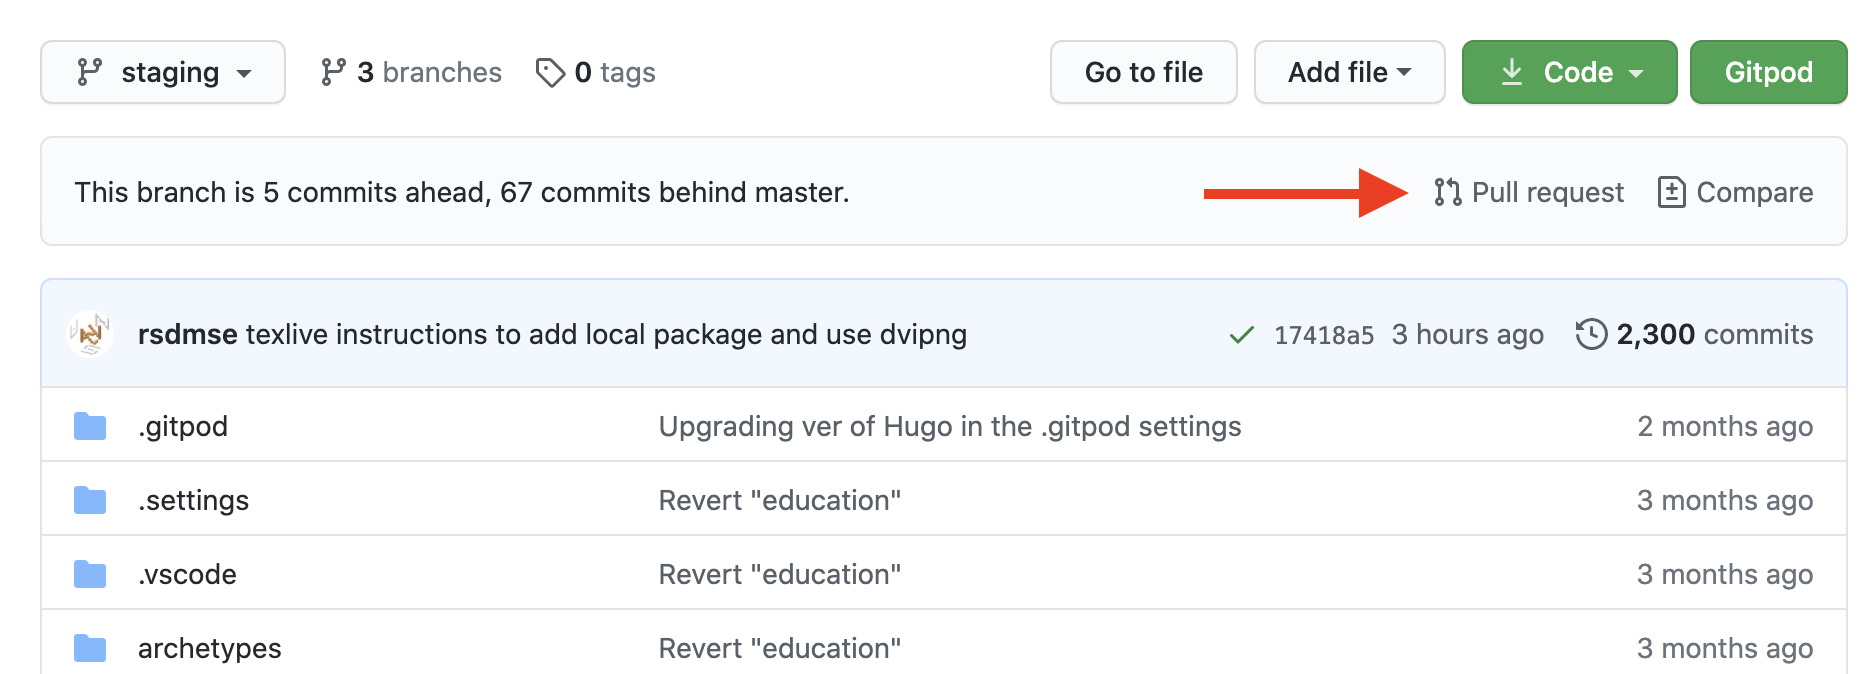 staging 3 branches 0 tags Go to file Add file Code Gitpod
This branch is 5 commits ahead, 67 commits behind master. Pull request Compare
rsdmse texlive instructions to add local package and use dvipng 17418a5 3 hours ago 2,300 commits
.gitpod Upgrading ver of Hugo in the .gitpod settings 2 months ago
.settings Revert "education" 3 months ago
.vscode Revert "education" 3 months ago
archetypes Revert "education" 3 months ago